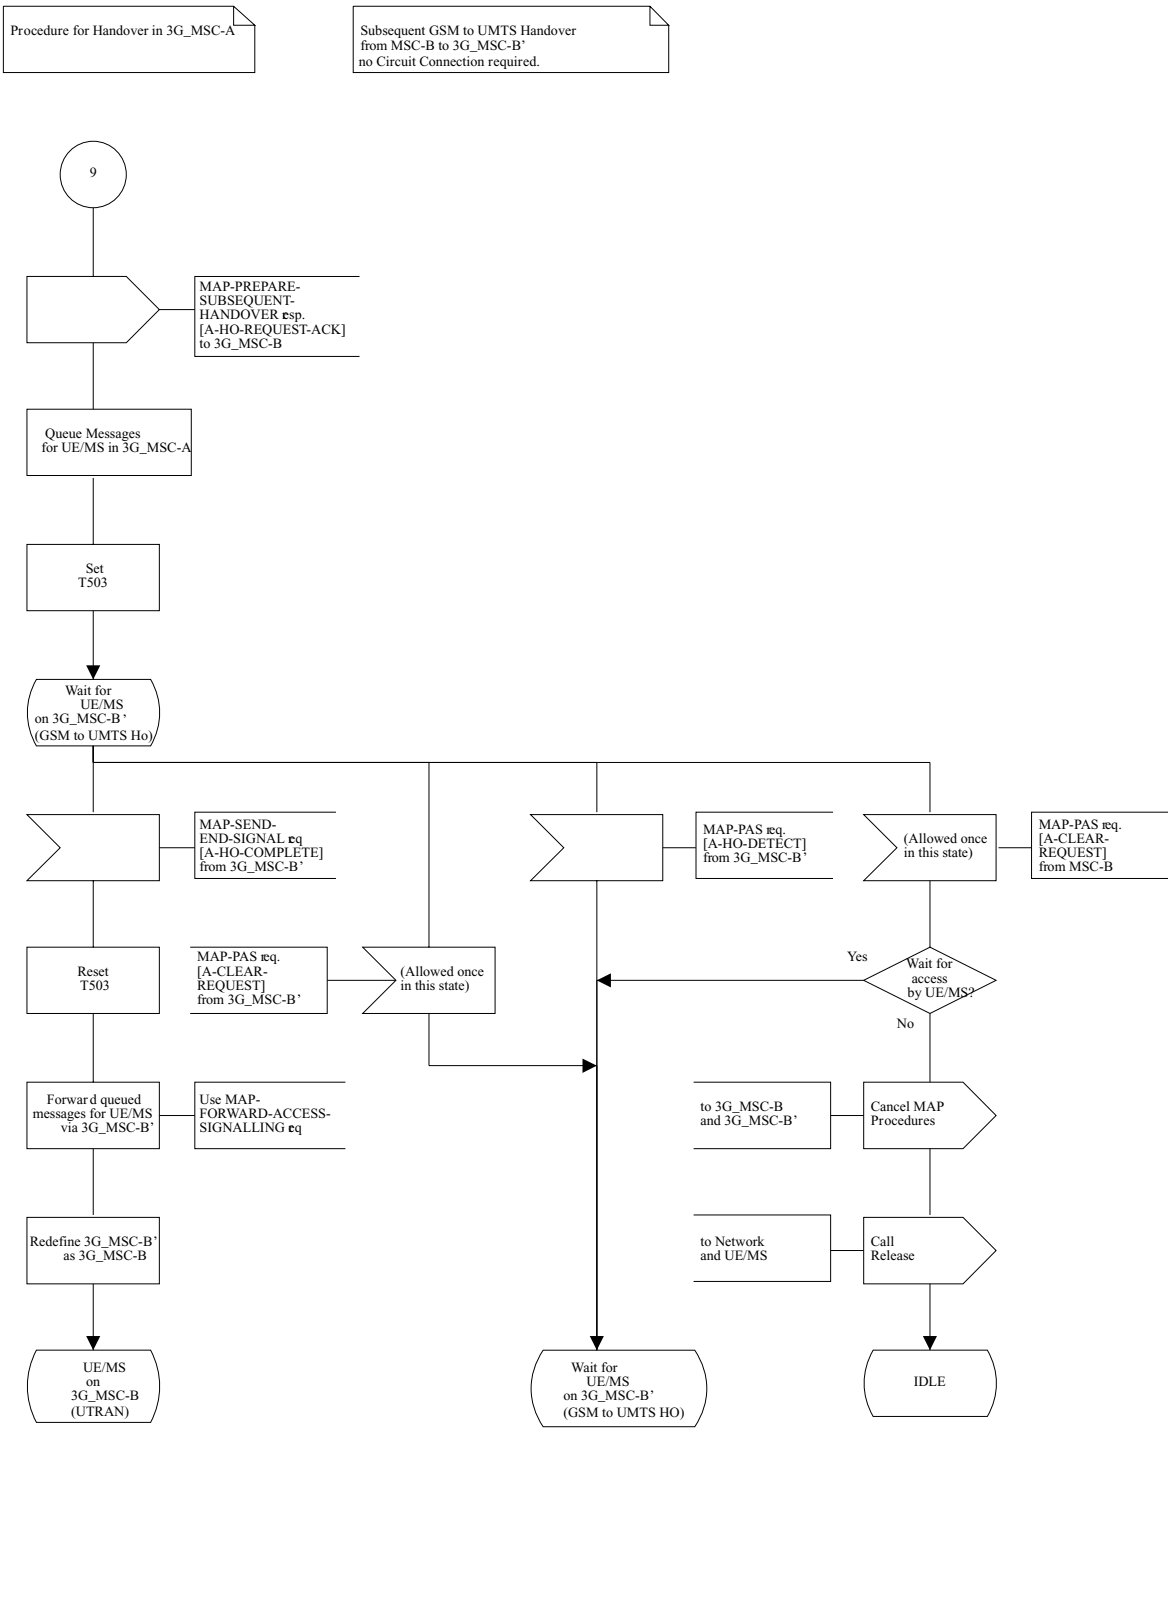 Procedure for Handover in 3G_MSC-A
Subsequent GSM to UMTS Handover
from MSC-B to 3G_MSC-B’
no Circuit Connection required.
9
MAP-PREPARE-
SUBSEQUENT-
HANDOVER resp.
[A-HO-REQUEST-ACK]
to 3G_MSC-B
Queue Messages
for UE/MS in 3G_MSC-A
Set
T503
Wait for
UE/MS
on 3G_MSC-B’
(GSM to UMTS Ho)
MAP-SEND-
END-SIGNAL req
[A-HO-COMPLETE]
from 3G_MSC-B’
MAP-PAS req.
[A-HO-DETECT]
from 3G_MSC-B’
(Allowed once
in this state)
MAP-PAS req.
[A-CLEAR-
REQUEST]
from MSC-B
Reset
T503
MAP-PAS req.
[A-CLEAR-
REQUEST]
from 3G_MSC-B’
(Allowed once
in this state)
Yes
Wait for
access
by UE/MS?
No
Forward queued
messages for UE/MS
via 3G_MSC-B’
Use MAP-
FORWARD-ACCESS-
SIGNALLING req
to 3G_MSC-B
and 3G_MSC-B’
Cancel MAP
Procedures
Redefine 3G_MSC-B’
as 3G_MSC-B
to Network
and UE/MS
Call
Release
UE/MS
on
3G_MSC-B
(UTRAN)
Wait for
UE/MS
on 3G_MSC-B’
(GSM to UMTS HO)
IDLE